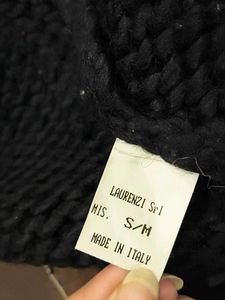 LAURENZI Srl
MIS. S/M
MADE IN ITALY